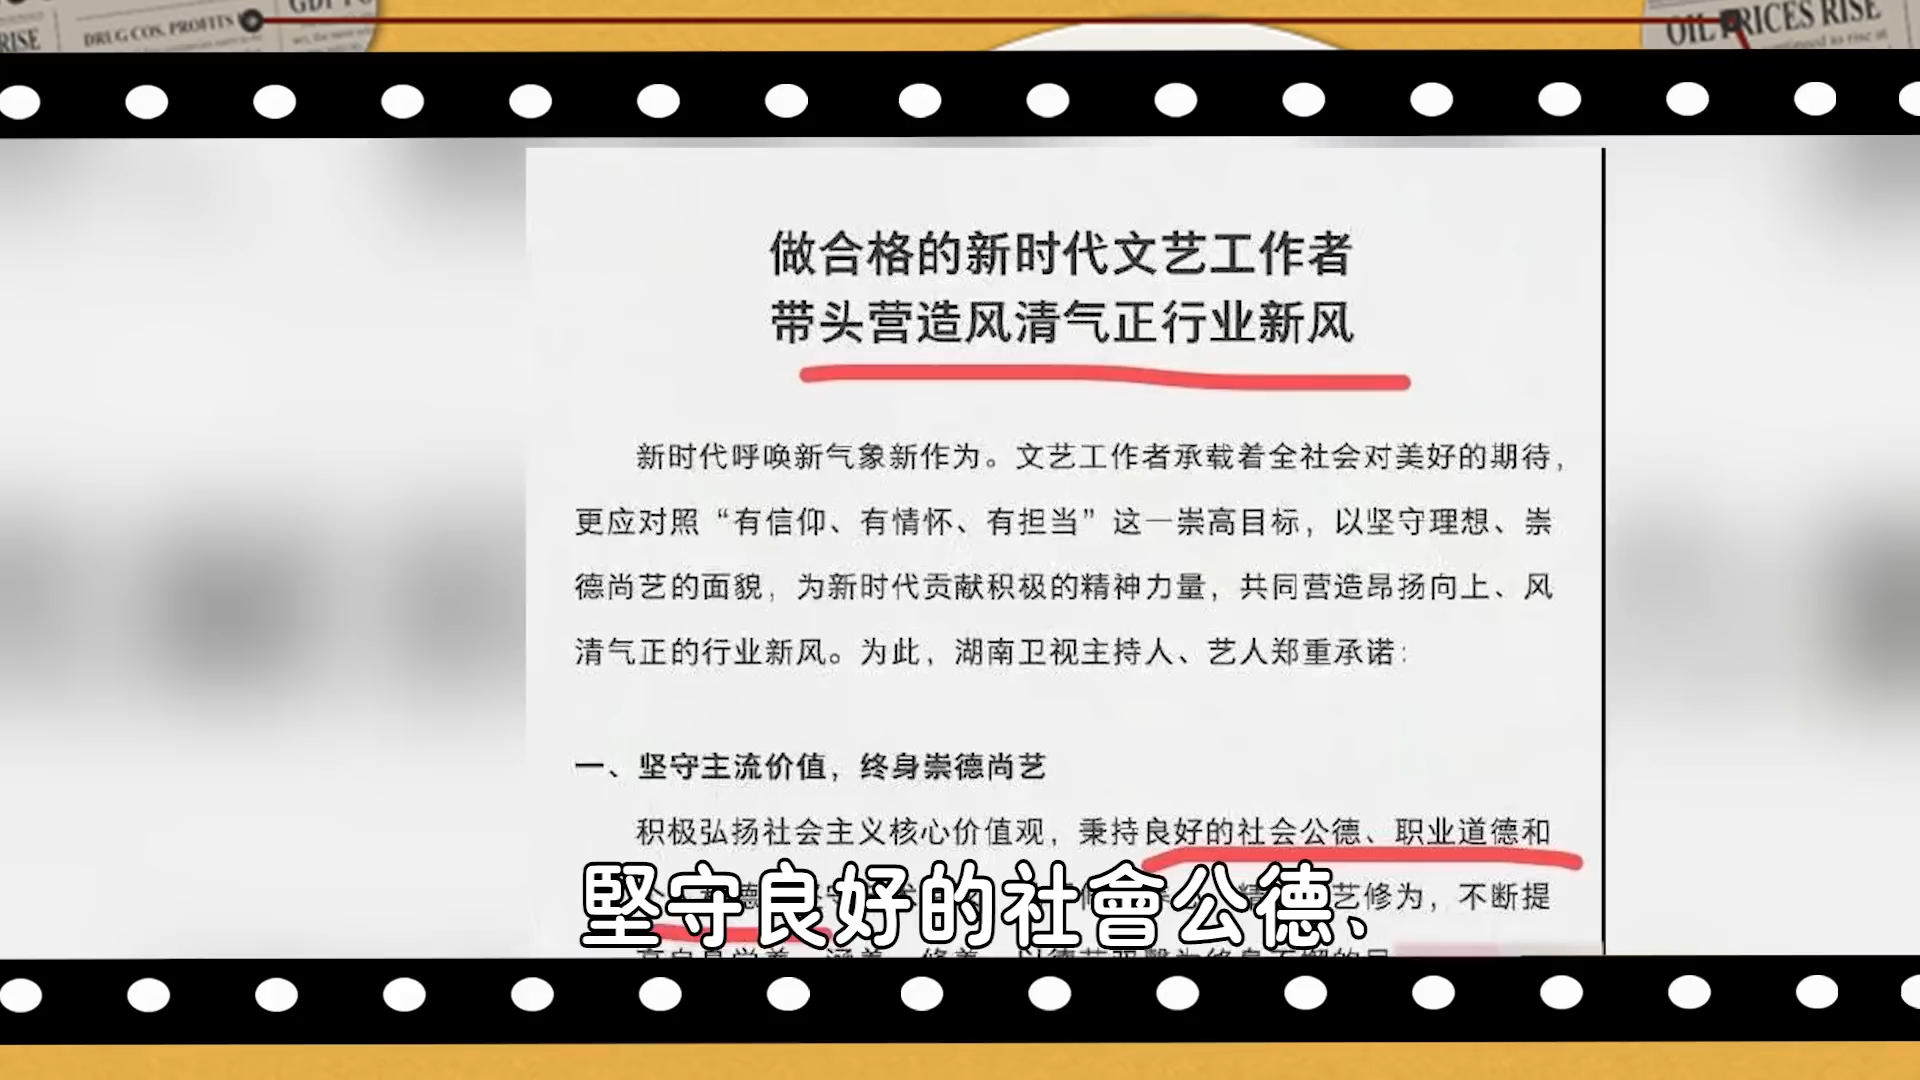 RISE
DRUG COS. PROFITS
OIL PRICES RISE
做合格的新时代文艺工作者
带头营造风清气正行业新风
新时代呼唤新气象新作为。文艺工作者承载着全社会对美好的期待，
更应对照“有信仰、有情怀、有担当”这一崇高目标，以坚守理想、崇
德尚艺的面貌，为新时代贡献积极的精神力量，共同营造昂扬向上、风
清气正的行业新风。为此，湖南卫视主持人、艺人郑重承诺：
一、坚守主流价值，终身崇德尚艺
积极弘扬社会主义核心价值观，秉持良好的社会公德、职业道德和
艺修为，不断提
堅守良好的社會公德、